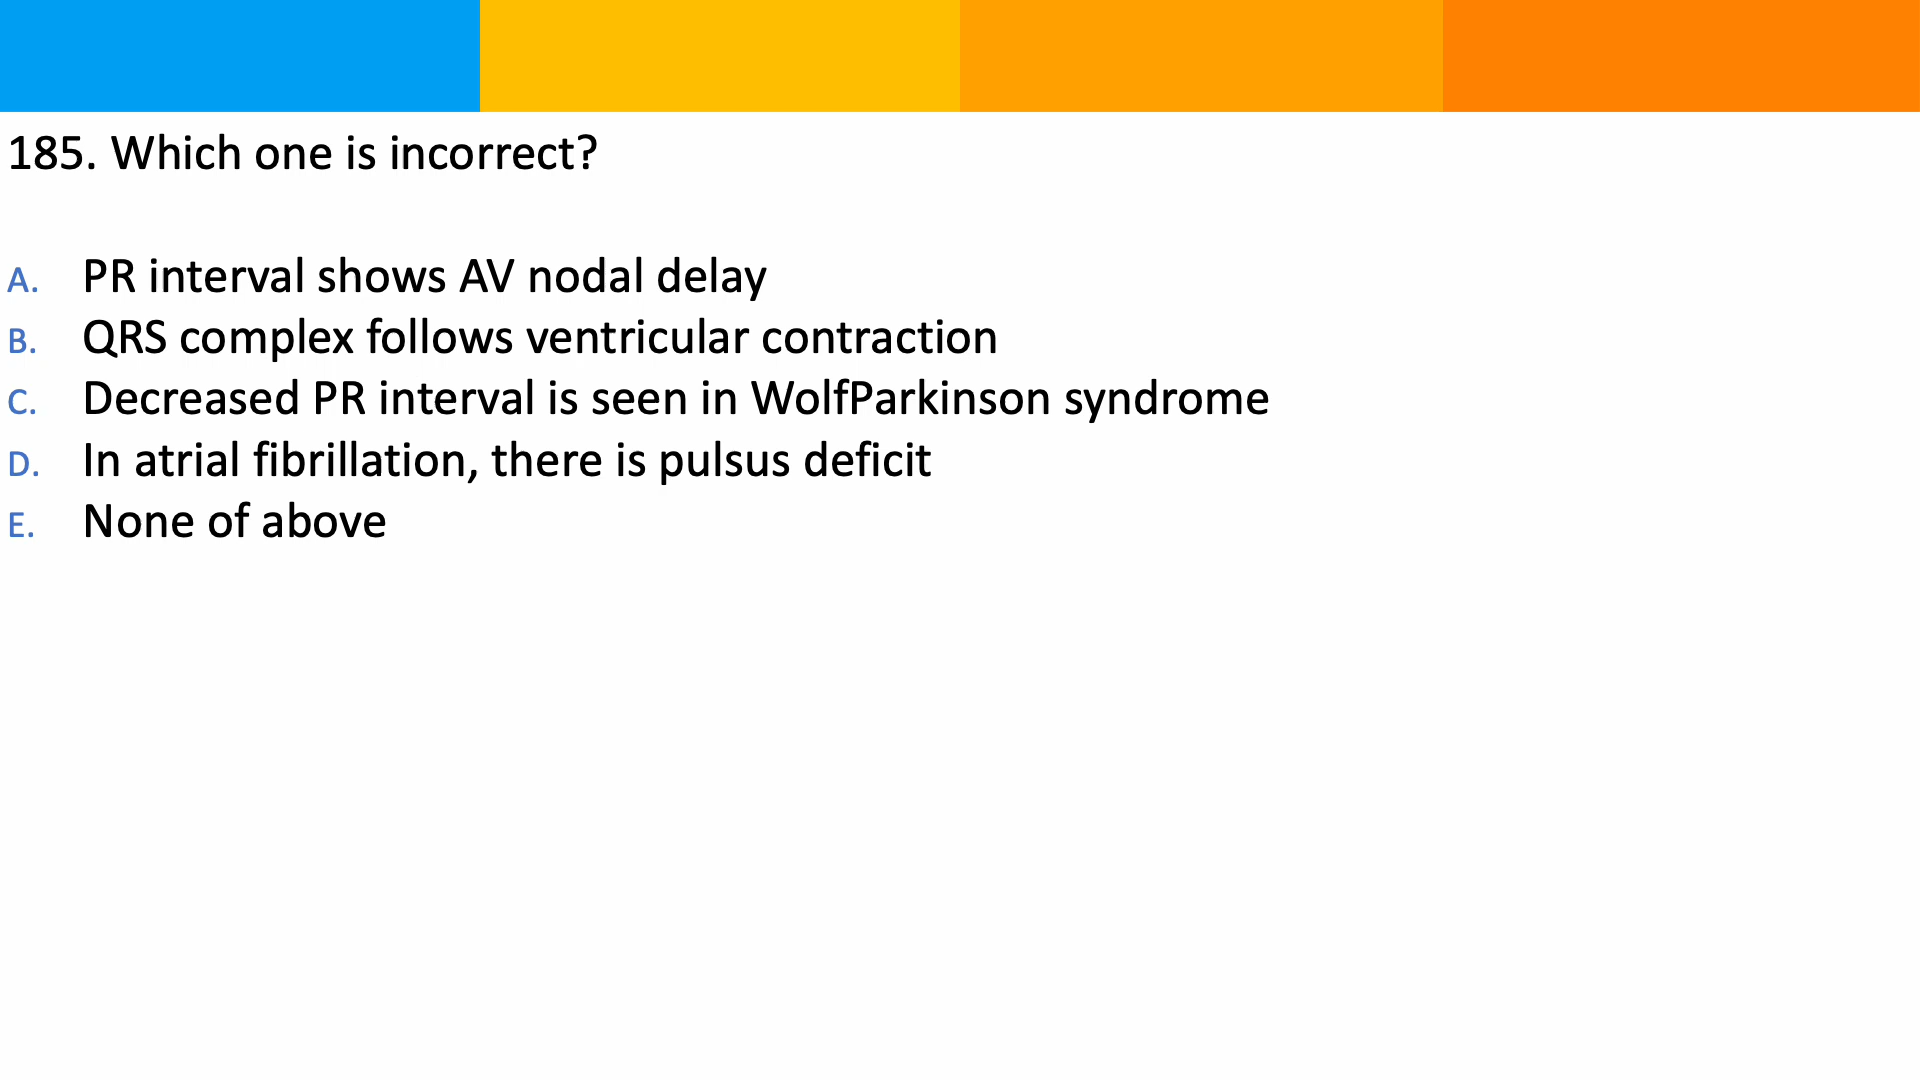 185. Which one is incorrect?
A. PR interval shows AV nodal delay
B. QRS complex follows ventricular contraction
C. Decreased PR interval is seen in WolfParkinson syndrome
D. In atrial fibrillation, there is pulsus deficit
E. None of above